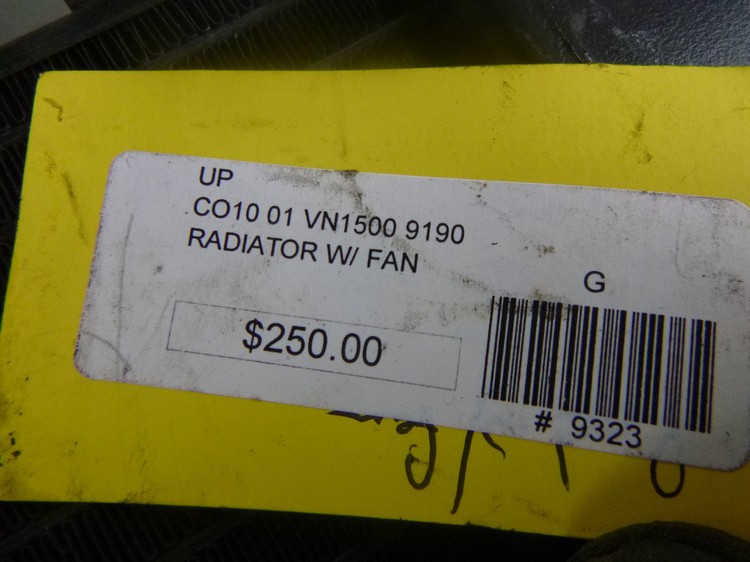 UP
CO10 01 VN1500 9190
RADIATOR W/ FAN
G
$250.00
# 9323